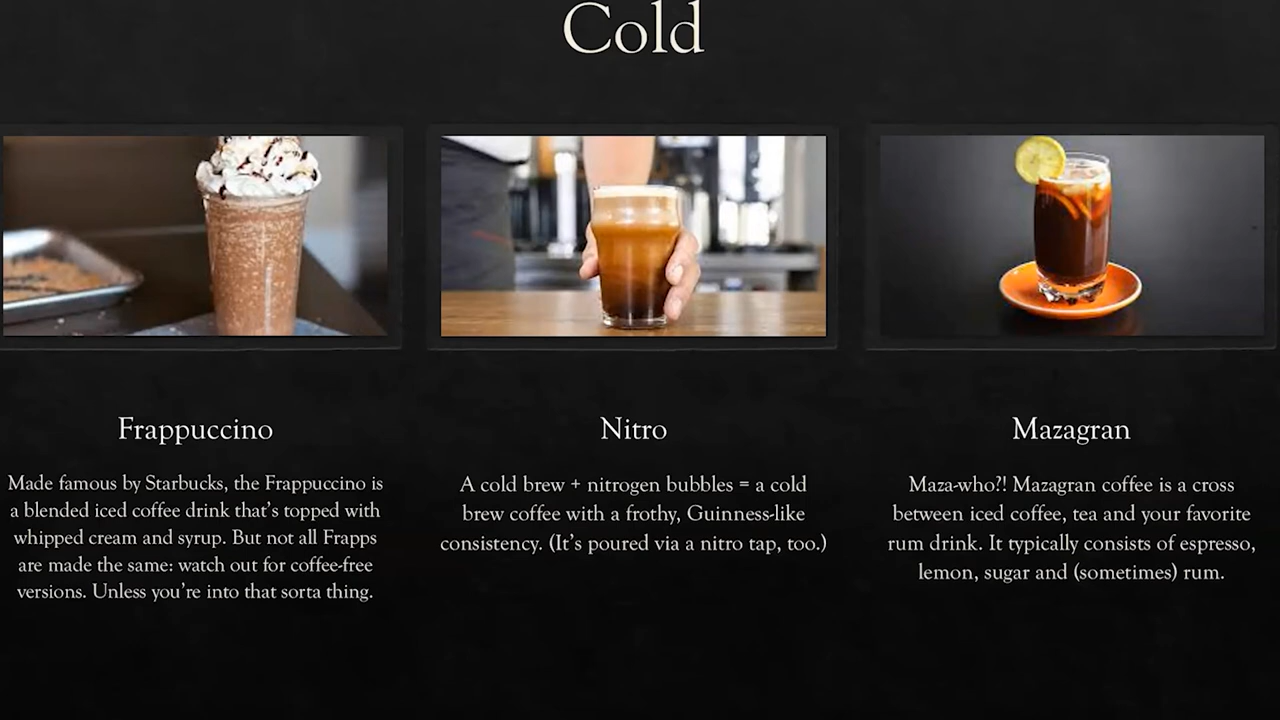 Cold
Frappuccino
Made famous by Starbucks, the Frappuccino is
a blended iced coffee drink that's topped with
whipped cream and syrup. But not all Frapps
are made the same: watch out for coffee-free
versions. Unless you're into that sorta thing.
Nitro
A cold brew + nitrogen bubbles = a cold
brew coffee with a frothy, Guinness-like
consistency. (It's poured via a nitro tap, too.)
Mazagran
Maza-who?! Mazagran coffee is a cross
between iced coffee, tea and your favorite
rum drink. It typically consists of espresso,
lemon, sugar and (sometimes) rum.